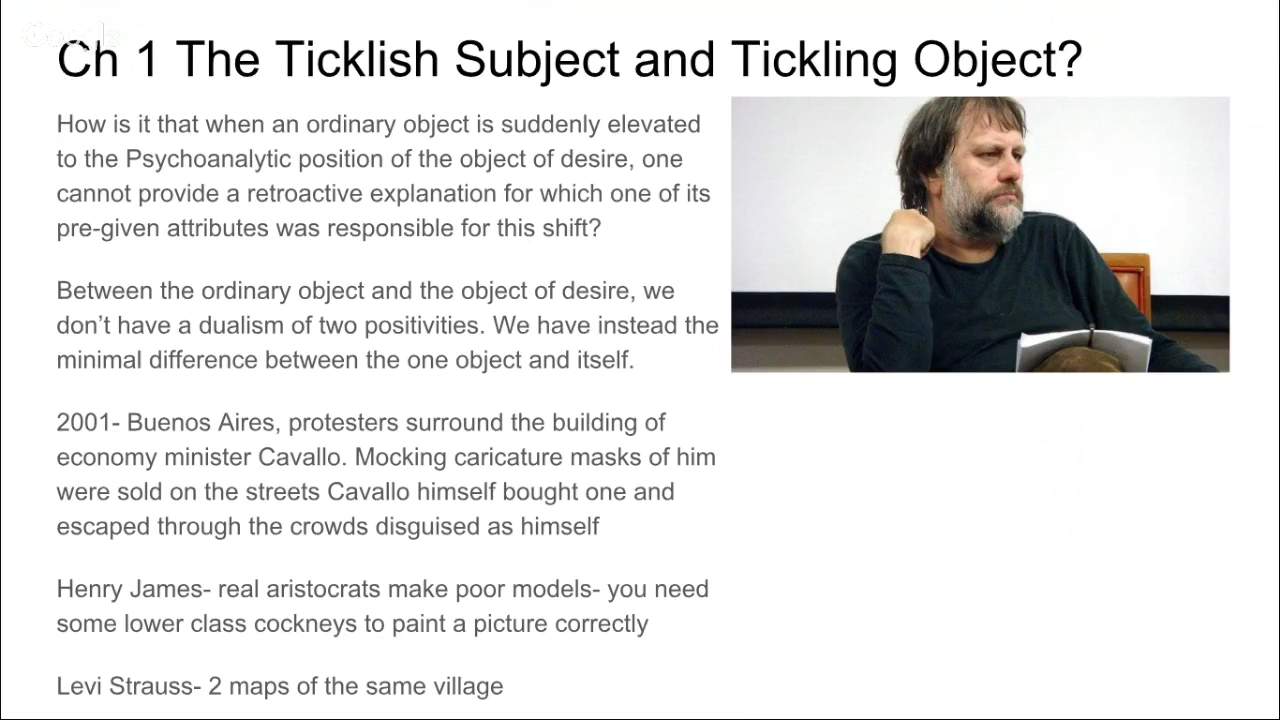 Google
Ch 1 The Ticklish Subject and Tickling Object?
How is it that when an ordinary object is suddenly elevated
to the Psychoanalytic position of the object of desire, one
cannot provide a retroactive explanation for which one of its
pre-given attributes was responsible for this shift?
Between the ordinary object and the object of desire, we
don’t have a dualism of two positivities. We have instead the
minimal difference between the one object and itself.
2001- Buenos Aires, protesters surround the building of
economy minister Cavallo. Mocking caricature masks of him
were sold on the streets Cavallo himself bought one and
escaped through the crowds disguised as himself
Henry James- real aristocrats make poor models- you need
some lower class cockneys to paint a picture correctly
Levi Strauss- 2 maps of the same village